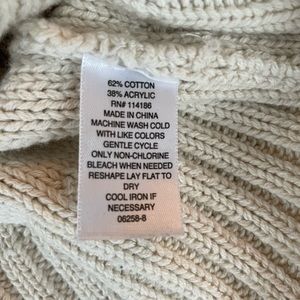 62% COTTON
38% ACRYLIC
RN# 114186
MADE IN CHINA
MACHINE WASH COLD
WITH LIKE COLORS
GENTLE CYCLE
ONLY NON-CHLORINE
BLEACH WHEN NEEDED
RESHAPE LAY FLAT TO
DRY
COOL IRON IF
NECESSARY
06258-8